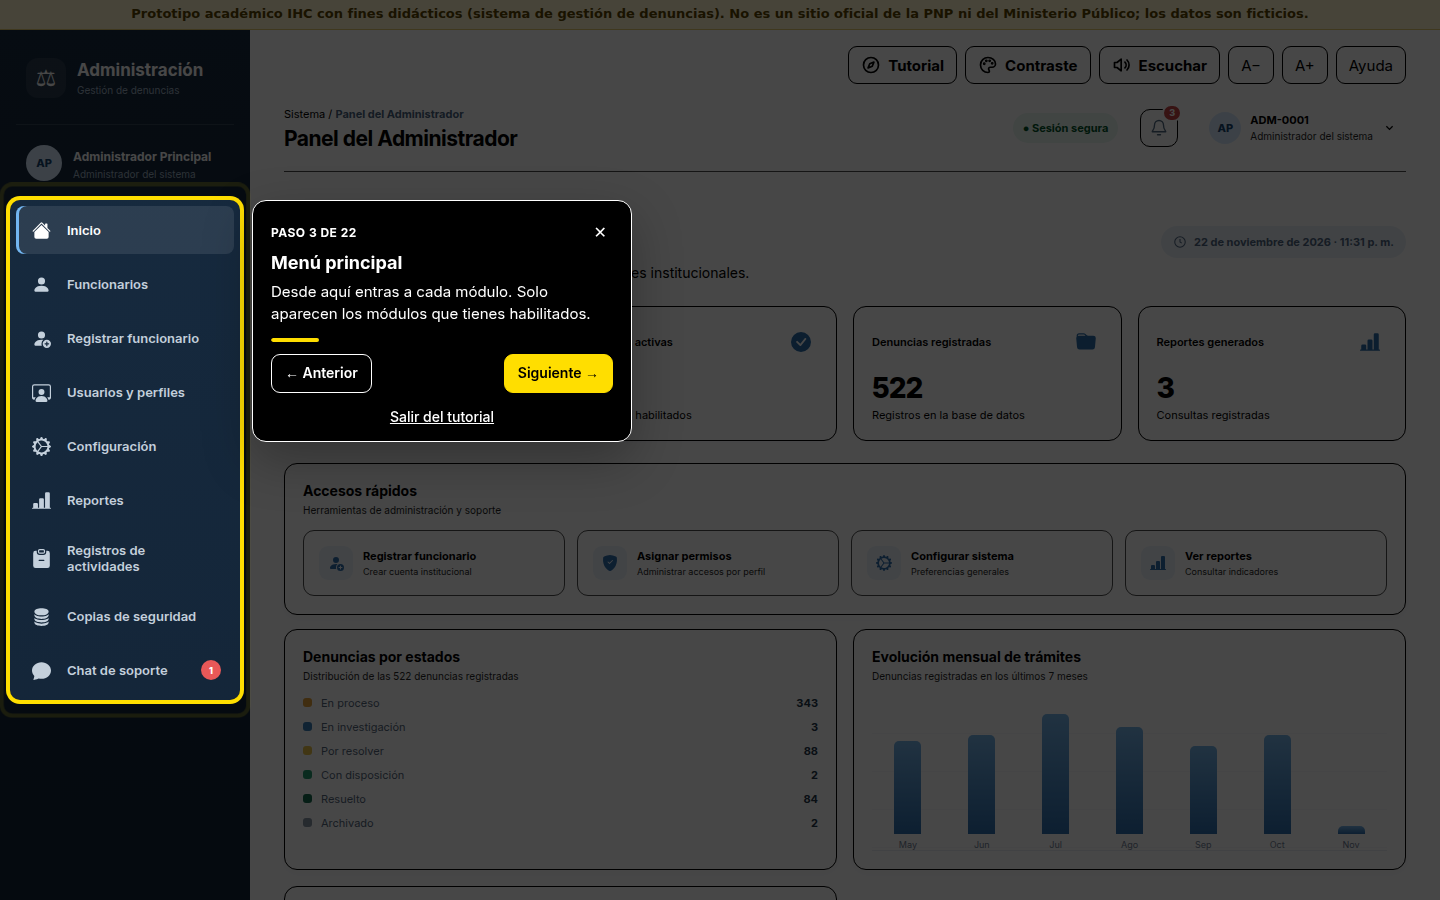 Prototipo académico IHC con fines didácticos (sistema de gestión de denuncias). No es un sitio oficial de la PNP ni del Ministerio Público; los datos son ficticios.
Administración
Gestión de denuncias
AP
Administrador Principal
Administrador del sistema
Inicio
Funcionarios
Registrar funcionario
Usuarios y perfiles
Configuración
Reportes
Registros de
actividades
Copias de seguridad
Chat de soporte
1
Tutorial
Contraste
Escuchar
A−
A+
Ayuda
Sistema / Panel del Administrador
Panel del Administrador
Sesión segura
3
AP
ADM-0001
Administrador del sistema
22 de noviembre de 2026 · 11:31 p. m.
es institucionales.
PASO 3 DE 22
×
Menú principal
Desde aquí entras a cada módulo. Solo
aparecen los módulos que tienes habilitados.
← Anterior
Siguiente →
Salir del tutorial
activas
habilitados
Denuncias registradas
522
Registros en la base de datos
Reportes generados
3
Consultas registradas
Accesos rápidos
Herramientas de administración y soporte
Registrar funcionario
Crear cuenta institucional
Asignar permisos
Administrar accesos por perfil
Configurar sistema
Preferencias generales
Ver reportes
Consultar indicadores
Denuncias por estados
Distribución de las 522 denuncias registradas
En proceso 343
En investigación 3
Por resolver 88
Con disposición 2
Resuelto 84
Archivado 2
Evolución mensual de trámites
Denuncias registradas en los últimos 7 meses
May Jun Jul Ago Sep Oct Nov